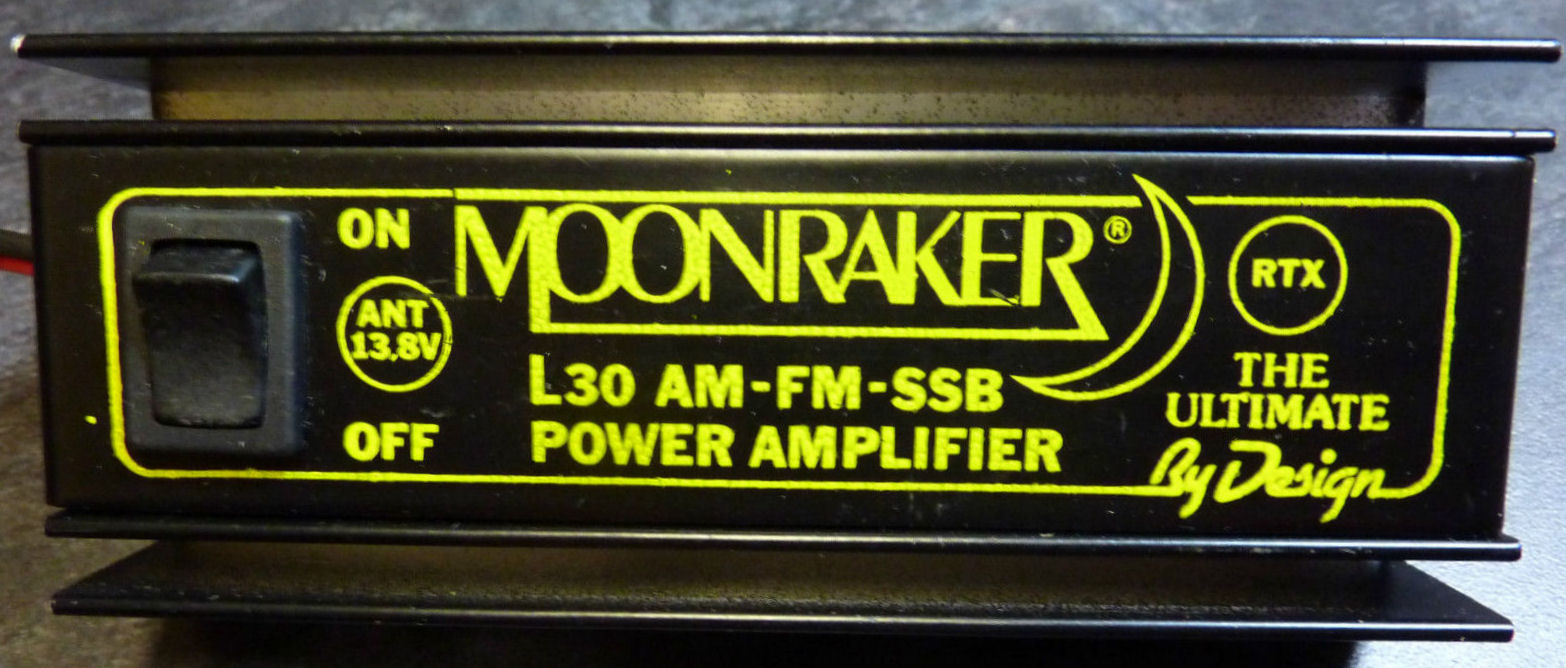 ON
ANT
13,8V
OFF
MOONRAKER®
L30 AM-FM-SSB
POWER AMPLIFIER
RTX
THE
ULTIMATE
By Design